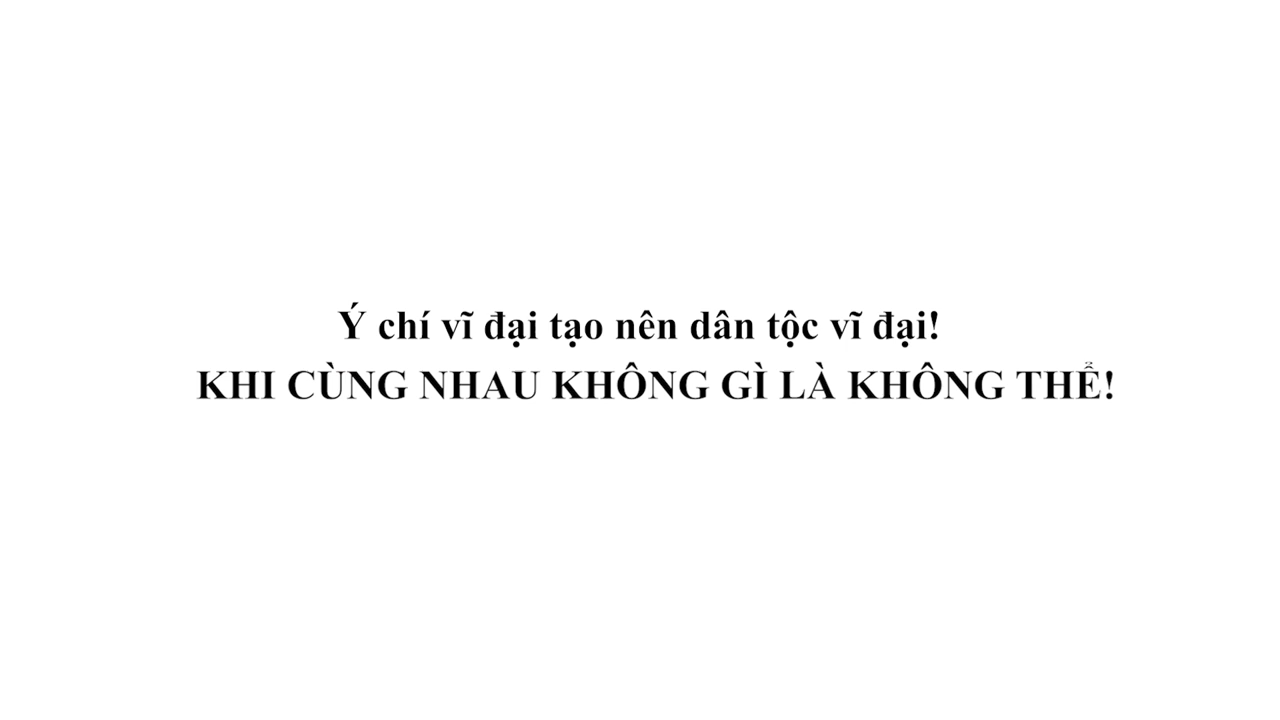 Ý chí vĩ đại tạo nên dân tộc vĩ đại!
KHI CÙNG NHAU KHÔNG GÌ LÀ KHÔNG THỂ!